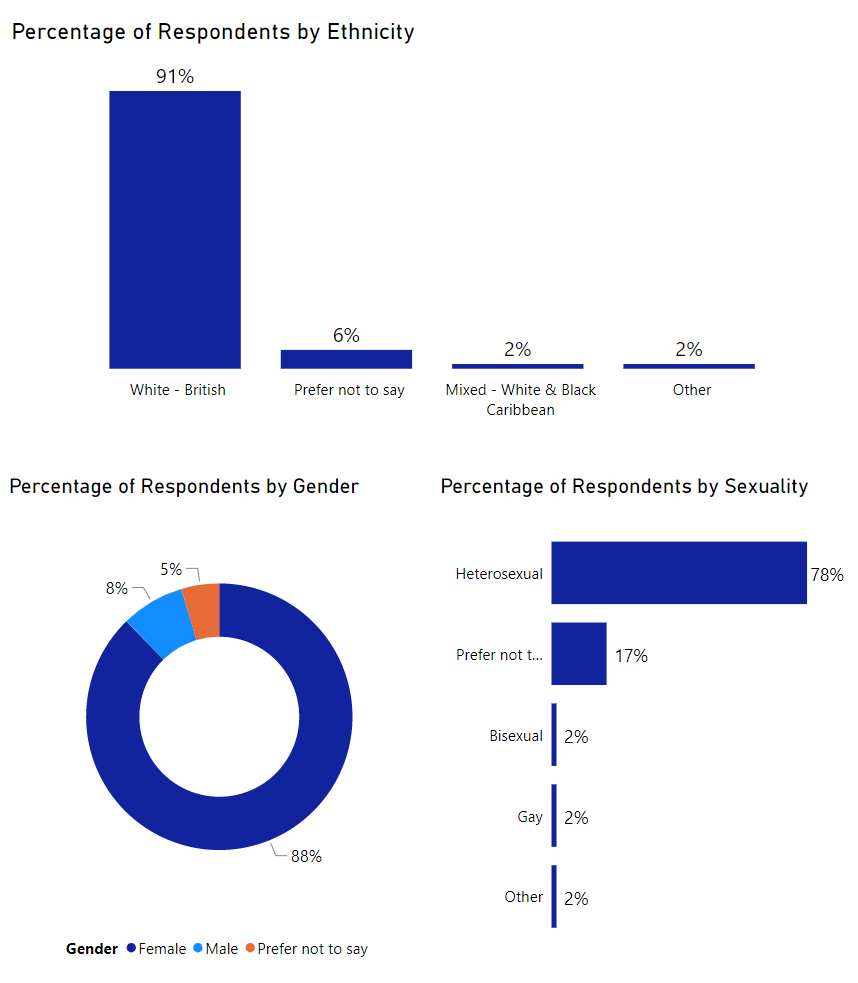 Percentage of Respondents by Ethnicity
91%
6%
2%
2%
White - British
Prefer not to say
Mixed - White & Black
Caribbean
Other
Percentage of Respondents by Gender
5%
8%
88%
Gender Female Male Prefer not to say
Percentage of Respondents by Sexuality
Heterosexual 78%
Prefer not t... 17%
Bisexual 2%
Gay 2%
Other 2%